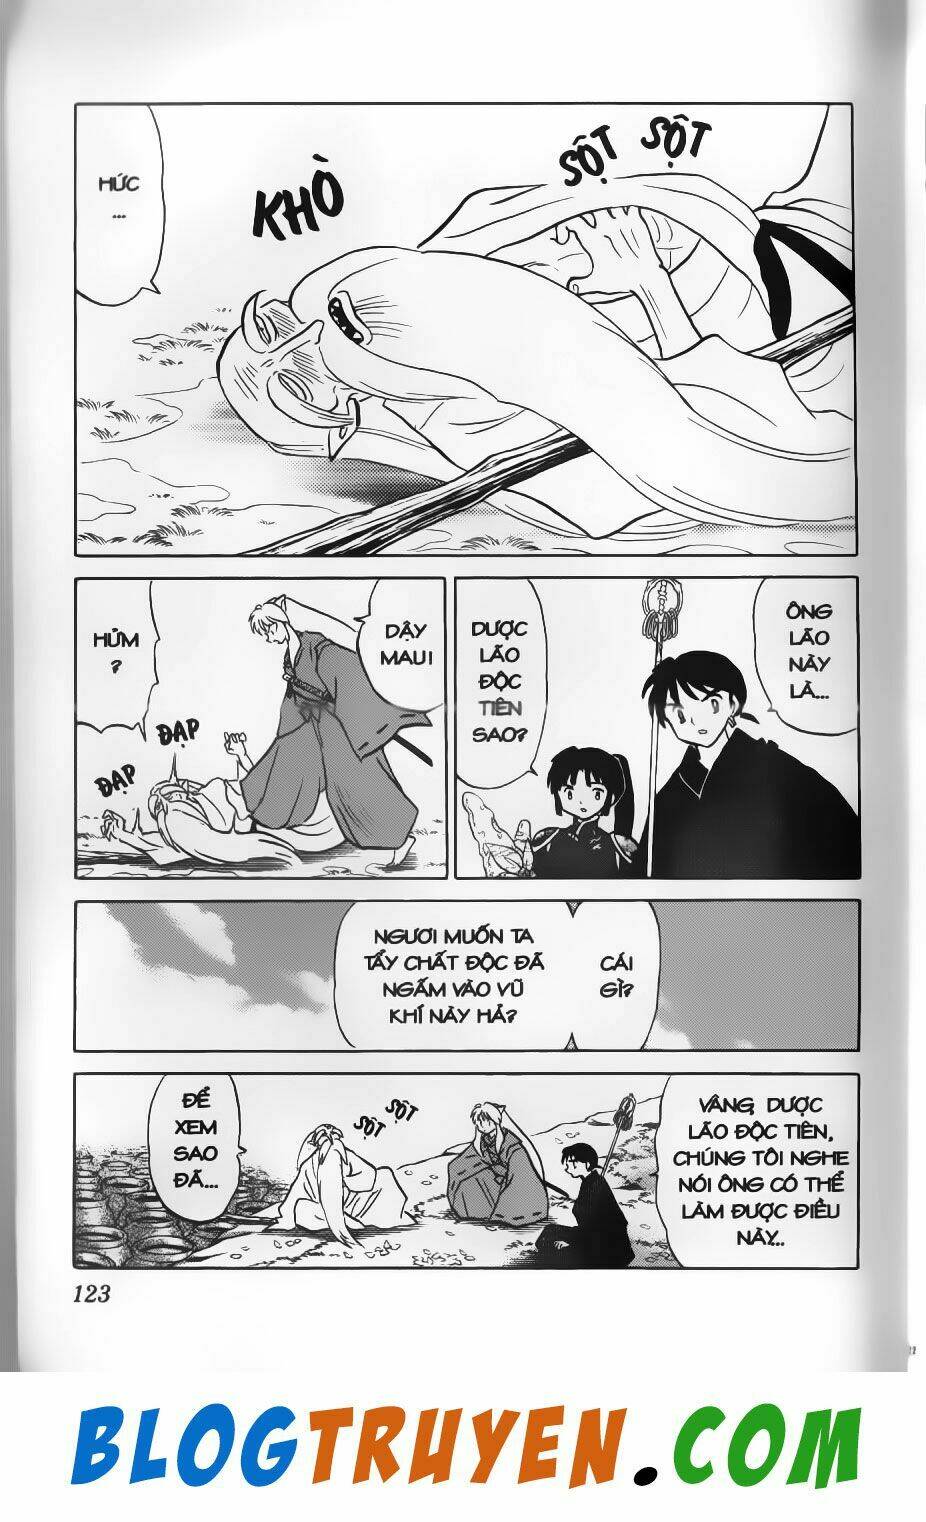 HỨC
...
KHÒ
SỘT SỘT
ÔNG
LÃO
NÀY
LÀ...
DƯỢC
LÃO
ĐỘC
TIÊN
SAO?
DẬY
MAU!
HỬM
?
ĐẠP
ĐẠP
CÁI
GÌ?
NGƯƠI MUỐN TA
TẨY CHẤT ĐỘC ĐÃ
NGẤM VÀO VŨ
KHÍ NÀY HẢ?
VÂNG, DƯỢC
LÃO ĐỘC TIÊN,
CHÚNG TÔI NGHE
NÓI ÔNG CÓ THỂ
LÀM ĐƯỢC ĐIỀU
NÀY...
SỘT
SỘT
ĐỂ
XEM
SAO
ĐÃ...
123
BLOGTRUYEN.COM